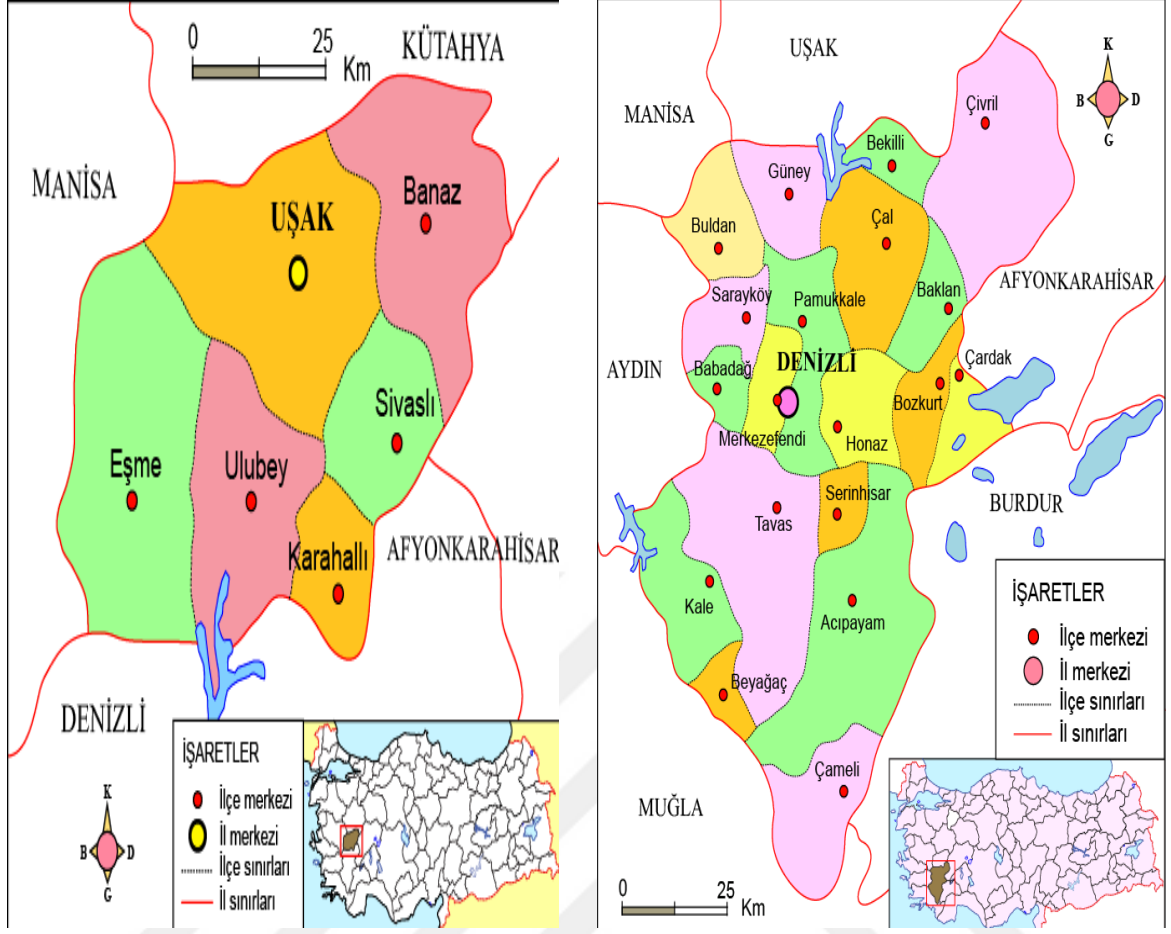 0 25
Km
KÜTAHYA
MANİSA
UŞAK
Banaz
Sivaslı
Eşme
Ulubey
Karahallı
AFYONKARAHİSAR
DENİZLİ
K
B D
G
İŞARETLER
İlçe merkezi
İl merkezi
İlçe sınırları
İl sınırları
UŞAK
MANİSA
K
B D
G
Çivril
Bekilli
Güney
Buldan
Çal
AFYONKARAHİSAR
Sarayköy
Pamukkale
Baklan
AYDIN
Babadağ
DENİZLİ
Çardak
Bozkurt
Merkezefendi
Honaz
Serinhisar
Tavas
BURDUR
Kale
Acıpayam
Beyağaç
Çameli
MUĞLA
İŞARETLER
İlçe merkezi
İl merkezi
İlçe sınırları
İl sınırları
0 25
Km